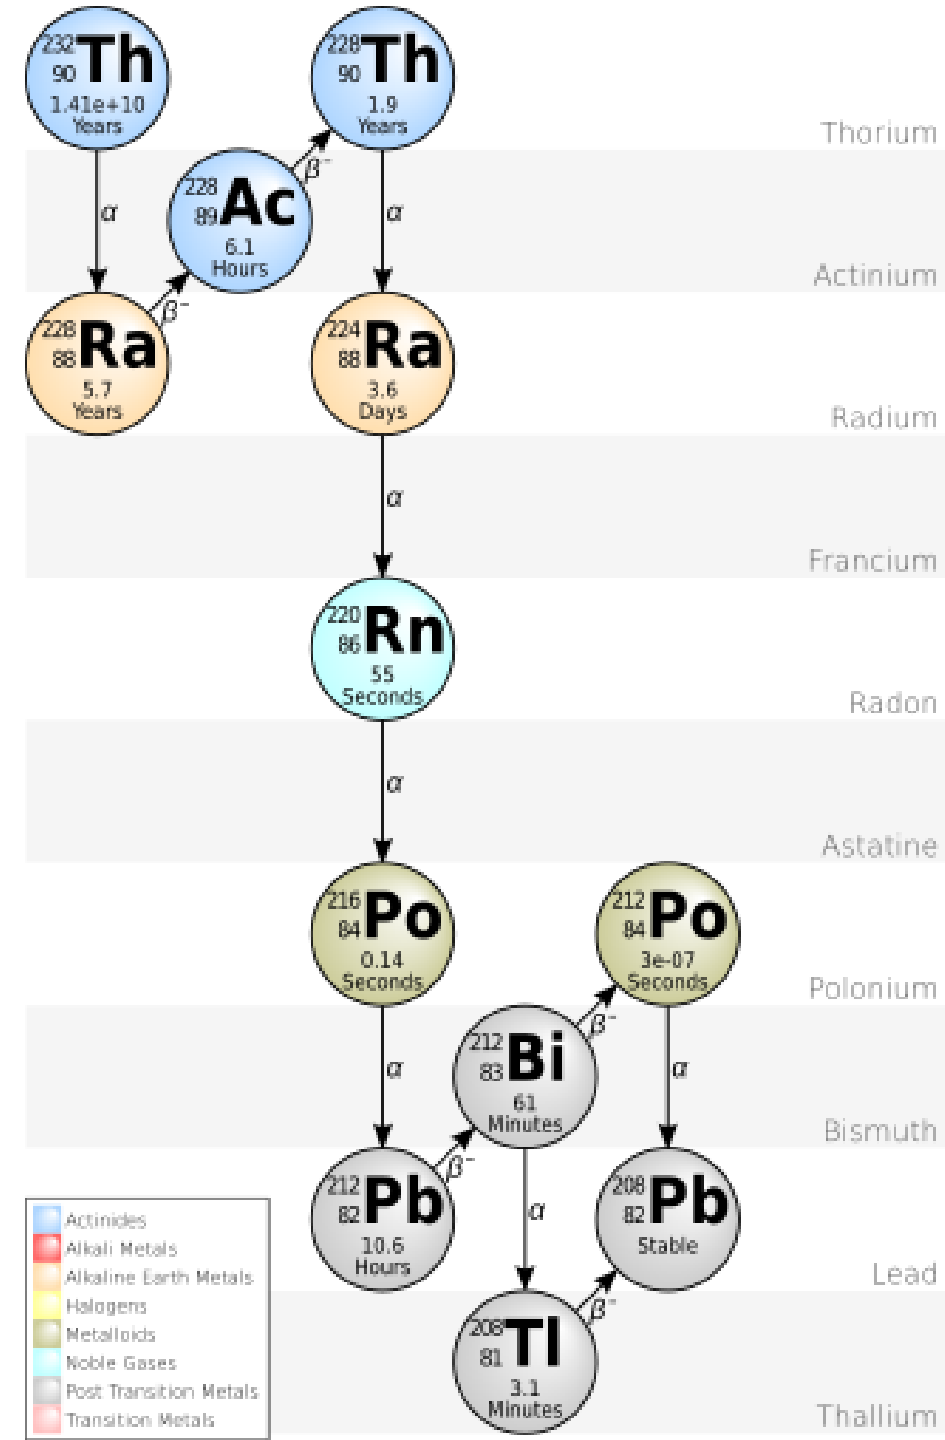 232
90
Th
1.41e+10
Years
228
90
Th
1.9
Years
Thorium
α
β-
228
89
Ac
6.1
Hours
α
Actinium
β-
228
88
Ra
5.7
Years
224
88
Ra
3.6
Days
Radium
α
Francium
220
86
Rn
55
Seconds
Radon
α
Astatine
216
84
Po
0.14
Seconds
212
84
Po
3e-07
Seconds
Polonium
α
β-
212
83
Bi
61
Minutes
α
Bismuth
β-
212
82
Pb
10.6
Hours
α
208
82
Pb
Stable
Lead
β-
208
81
Tl
3.1
Minutes
Thallium
Actinides
Alkali Metals
Alkaline Earth Metals
Halogens
Metalloids
Noble Gases
Post Transition Metals
Transition Metals